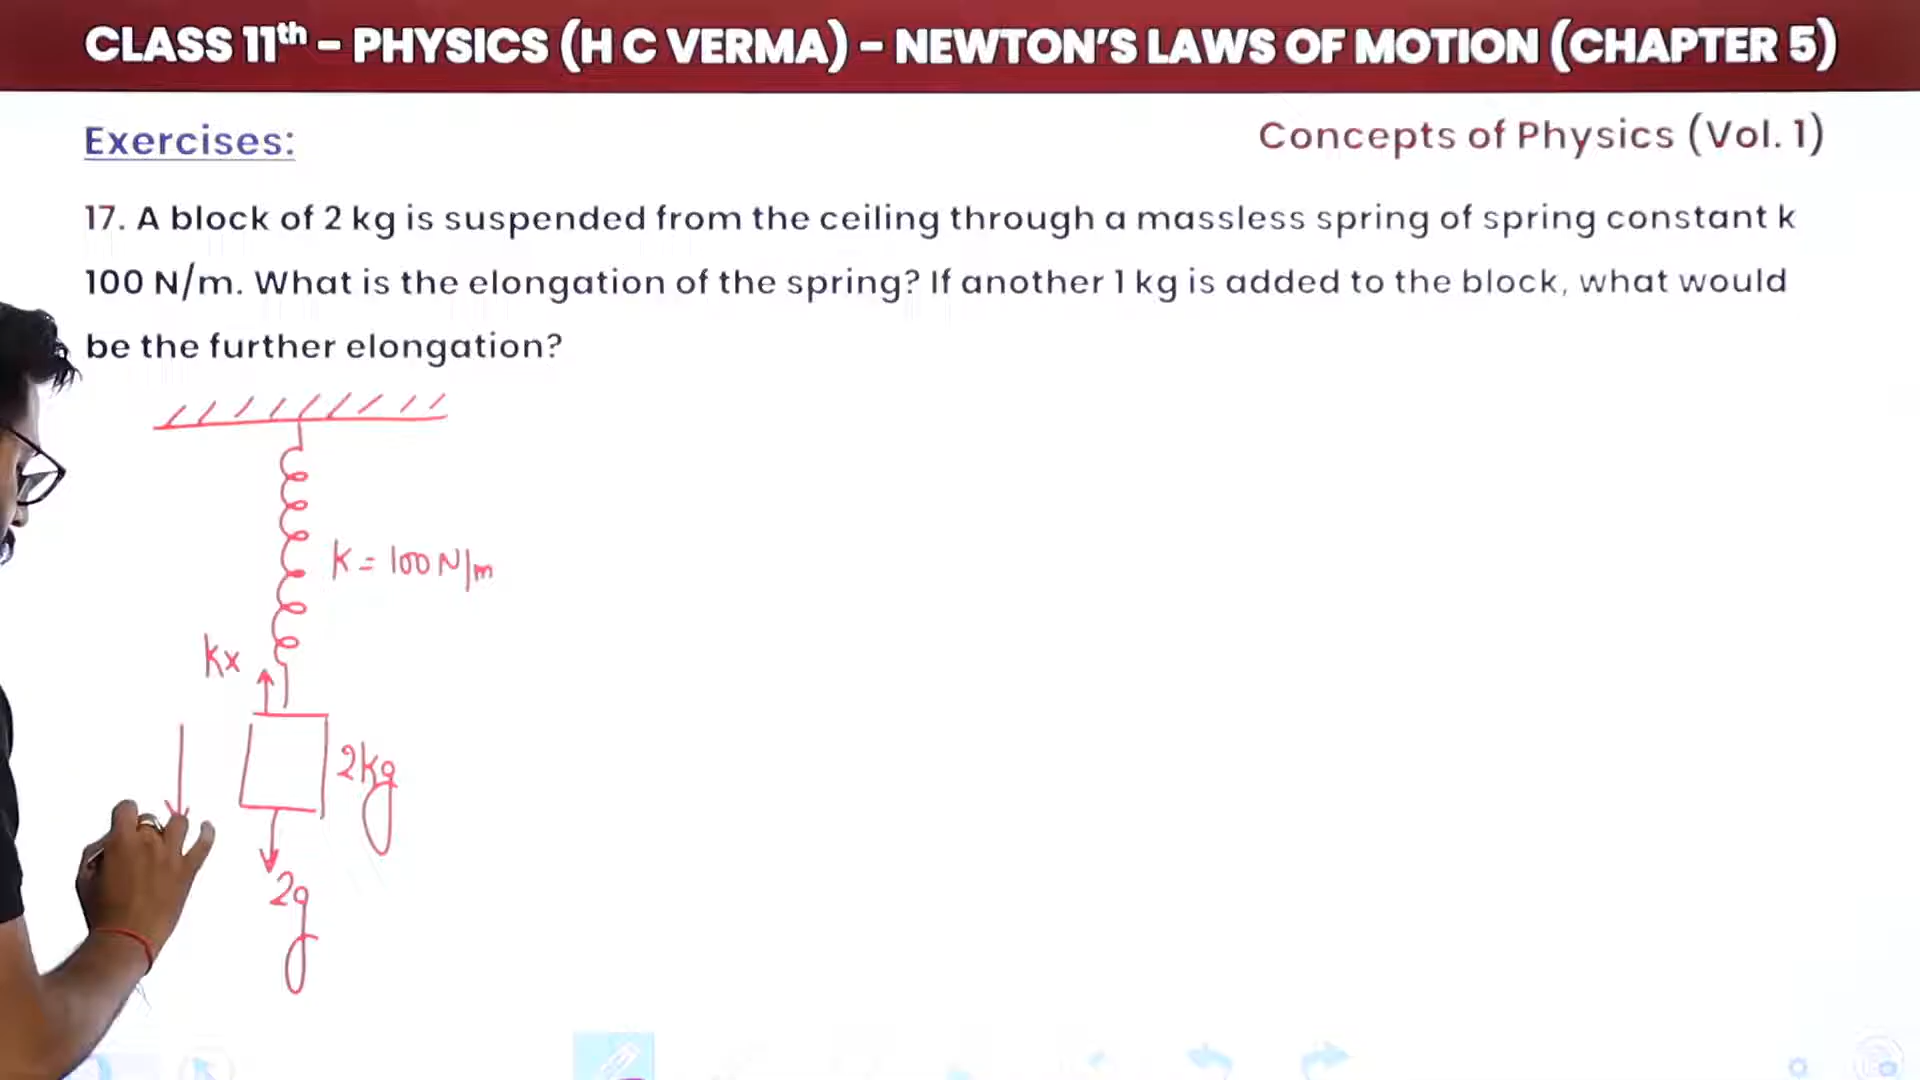 CLASS 11th – PHYSICS (H C VERMA) – NEWTON'S LAWS OF MOTION (CHAPTER 5)
Exercises:
Concepts of Physics (Vol. 1)
17. A block of 2 kg is suspended from the ceiling through a massless spring of spring constant k
100 N/m. What is the elongation of the spring? If another 1 kg is added to the block, what would
be the further elongation?
k = 100 N/m
kx
2kg
2g